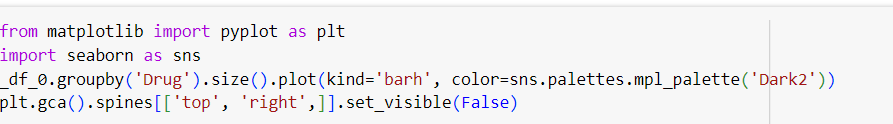 from matplotlib import pyplot as plt
import seaborn as sns
_df_0.groupby('Drug').size().plot(kind='barh', color=sns.palettes.mpl_palette('Dark2'))
plt.gca().spines[['top', 'right',]].set_visible(False)